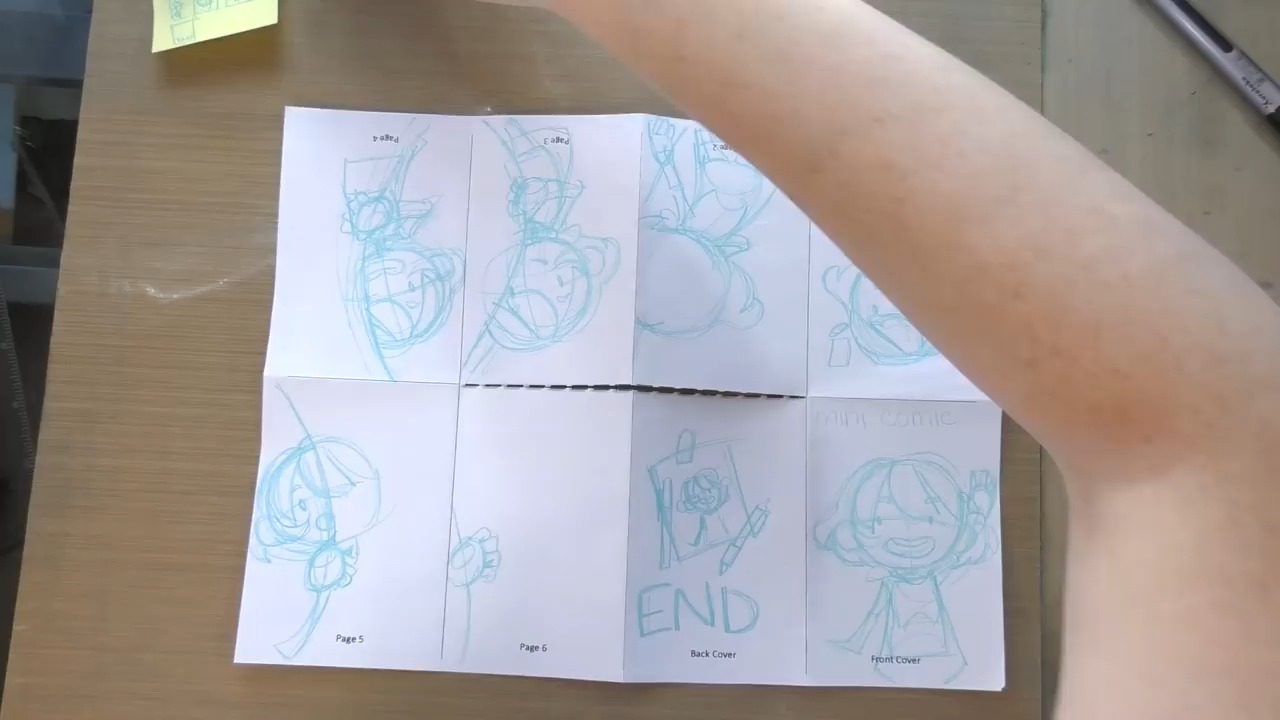 Page 4
Page 3
mini comic
END
Page 5
Page 6
Back Cover
Front Cover